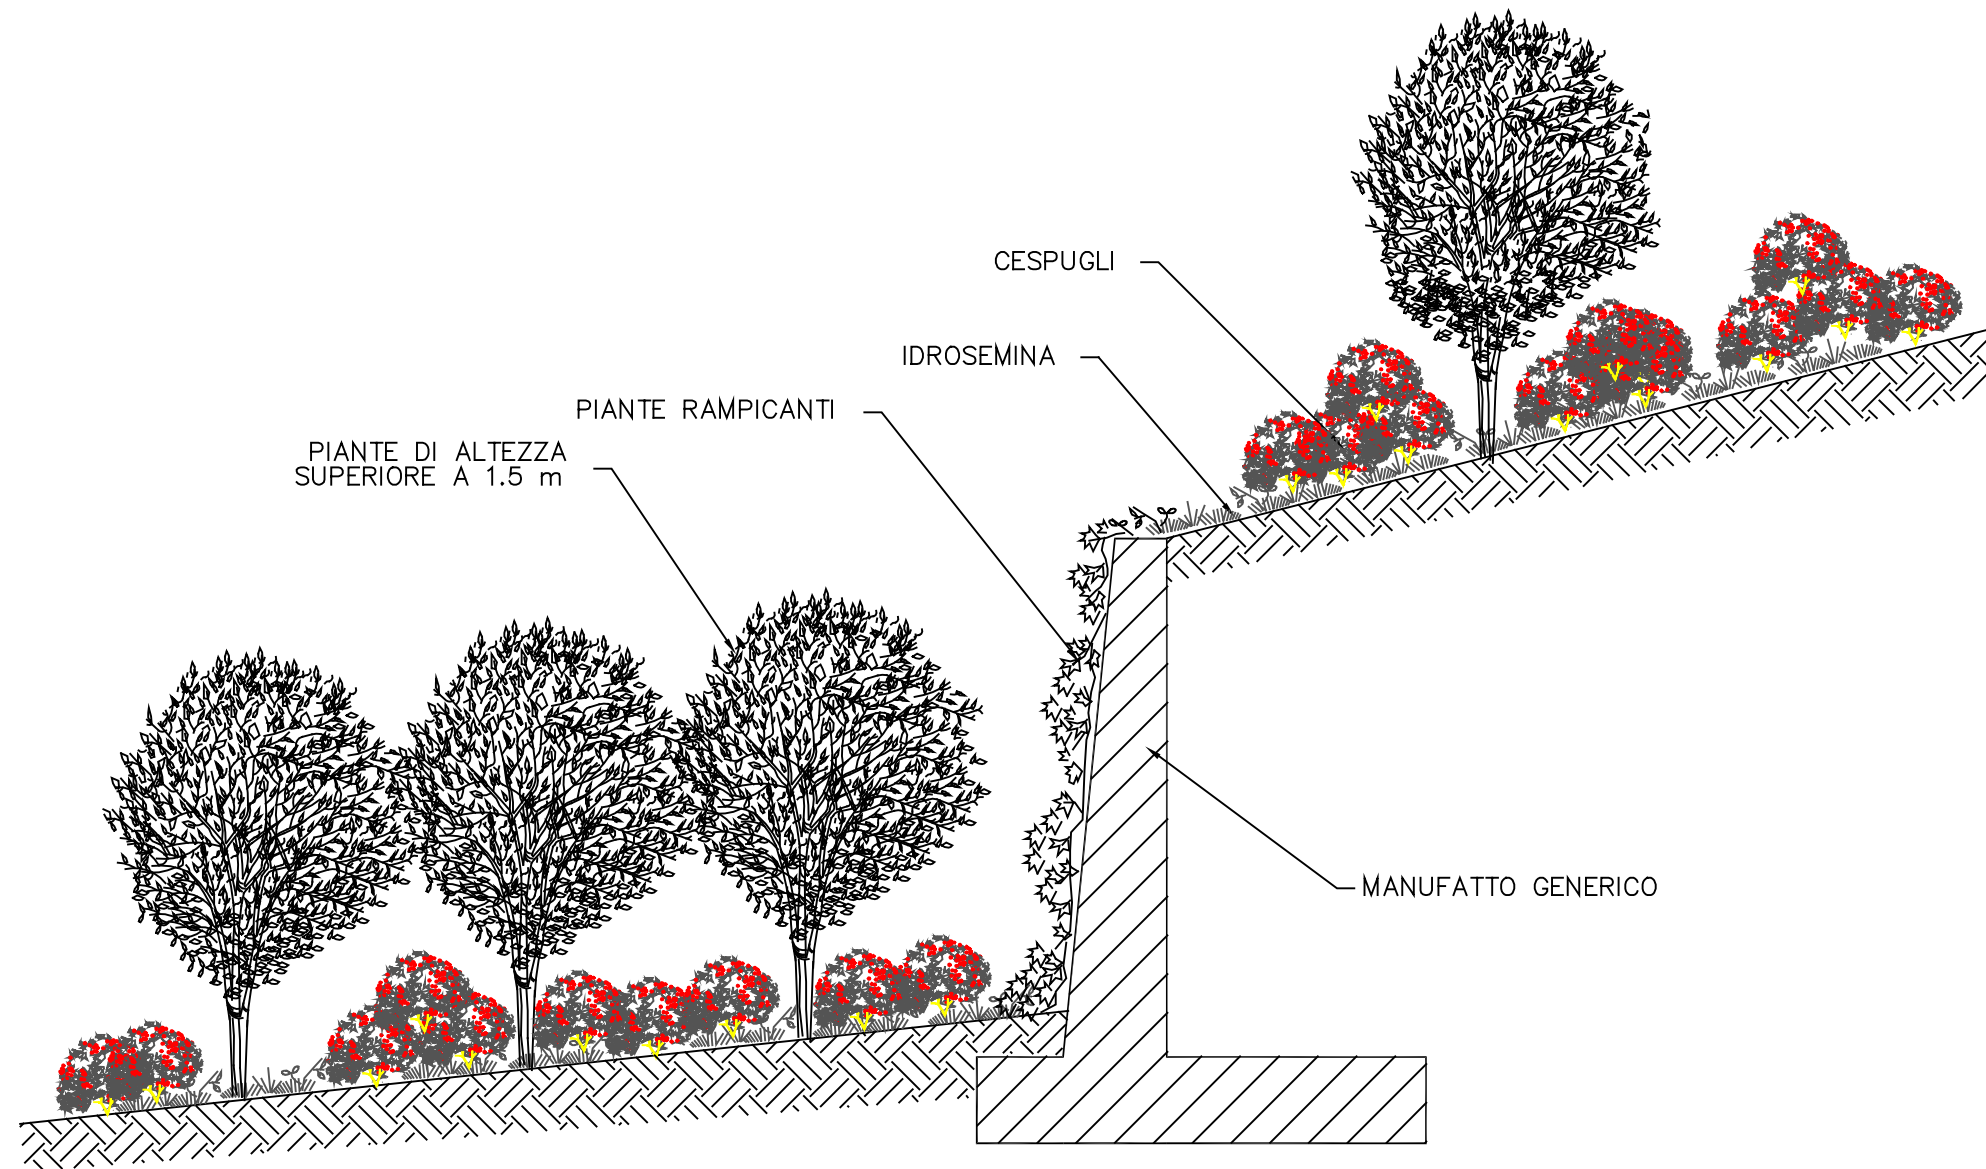 CESPUGLI
IDROSEMINA
PIANTE RAMPICANTI
PIANTE DI ALTEZZA
SUPERIORE A 1.5 m
MANUFATTO GENERICO